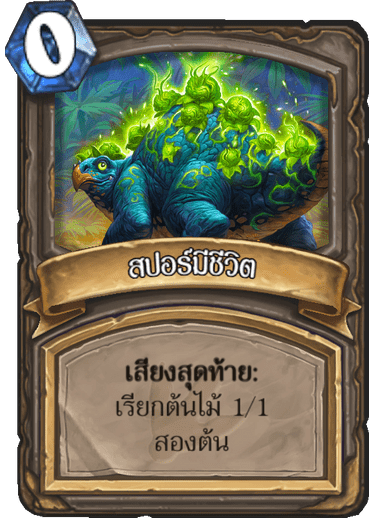 0
สปอร์มีชีวิต
เสียงสุดท้าย:
เรียกต้นไม้ 1/1
สองต้น